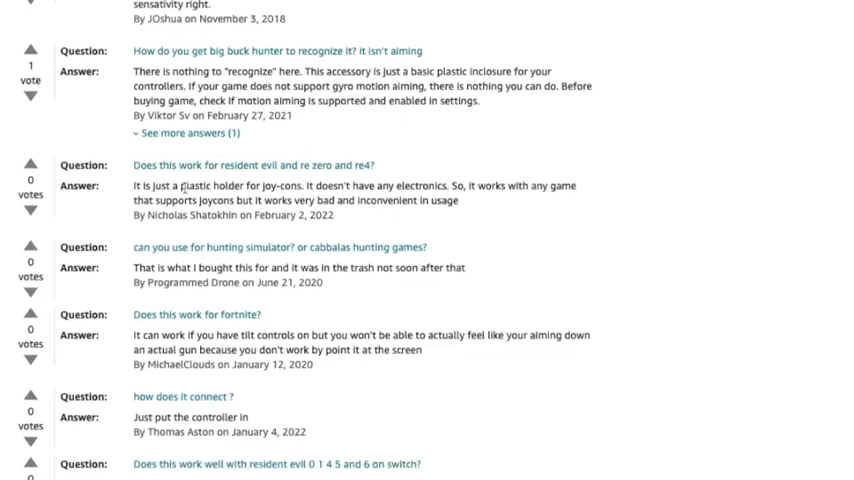 sensativity right.
By JOshua on November 3, 2018
Question: How do you get big buck hunter to recognize it? it isn't aiming
1
vote
Answer: There is nothing to "recognize" here. This accessory is just a basic plastic inclosure for your
controllers. If your game does not support gyro motion aiming, there is nothing you can do. Before
buying game, check if motion aiming is supported and enabled in settings.
By Viktor Sv on February 27, 2021
See more answers (1)
Question: Does this work for resident evil and re zero and re4?
0
votes
Answer: It is just a plastic holder for joy-cons. It doesn't have any electronics. So, it works with any game
that supports joycons but it works very bad and inconvenient in usage
By Nicholas Shatokhin on February 2, 2022
Question: can you use for hunting simulator? or cabbalas hunting games?
0
votes
Answer: That is what I bought this for and it was in the trash not soon after that
By Programmed Drone on June 21, 2020
Question: Does this work for fortnite?
0
votes
Answer: It can work if you have tilt controls on but you won't be able to actually feel like your aiming down
an actual gun because you don't work by point it at the screen
By MichaelClouds on January 12, 2020
Question: how does it connect ?
0
votes
Answer: Just put the controller in
By Thomas Aston on January 4, 2022
Question: Does this work well with resident evil 0 1 4 5 and 6 on switch?